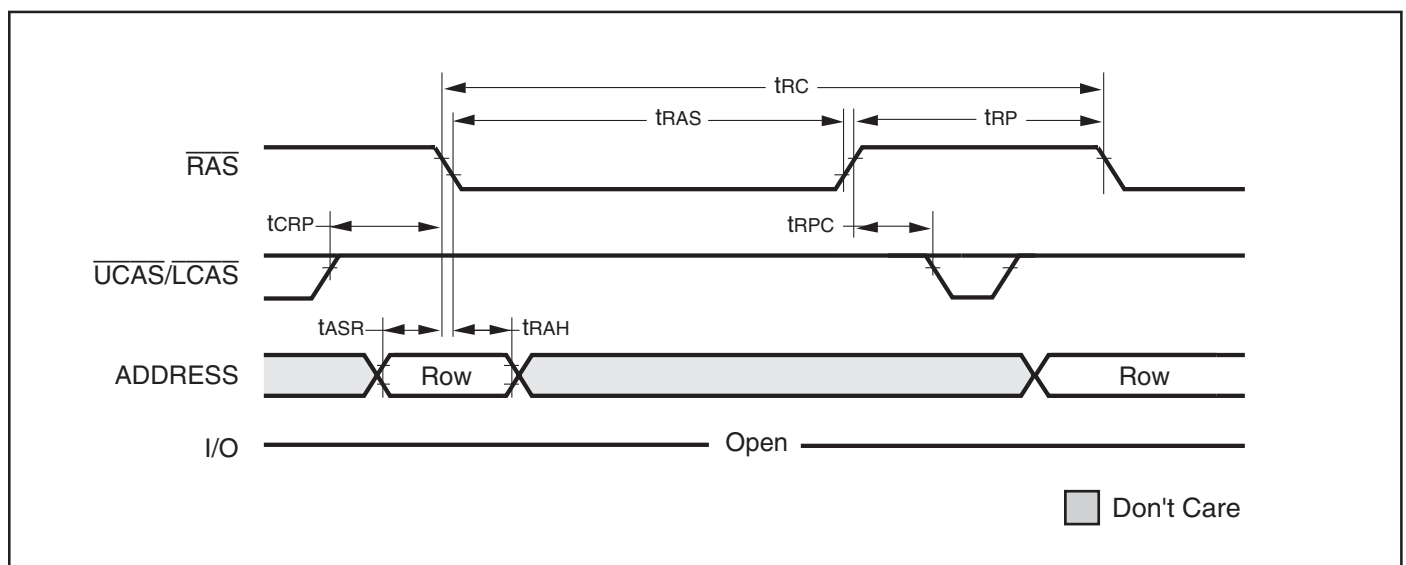 tRC
tRAS
tRP
RAS
tCRP
tRPC
UCAS/LCAS
tASR
tRAH
ADDRESS
Row
Row
I/O
Open
Don't Care